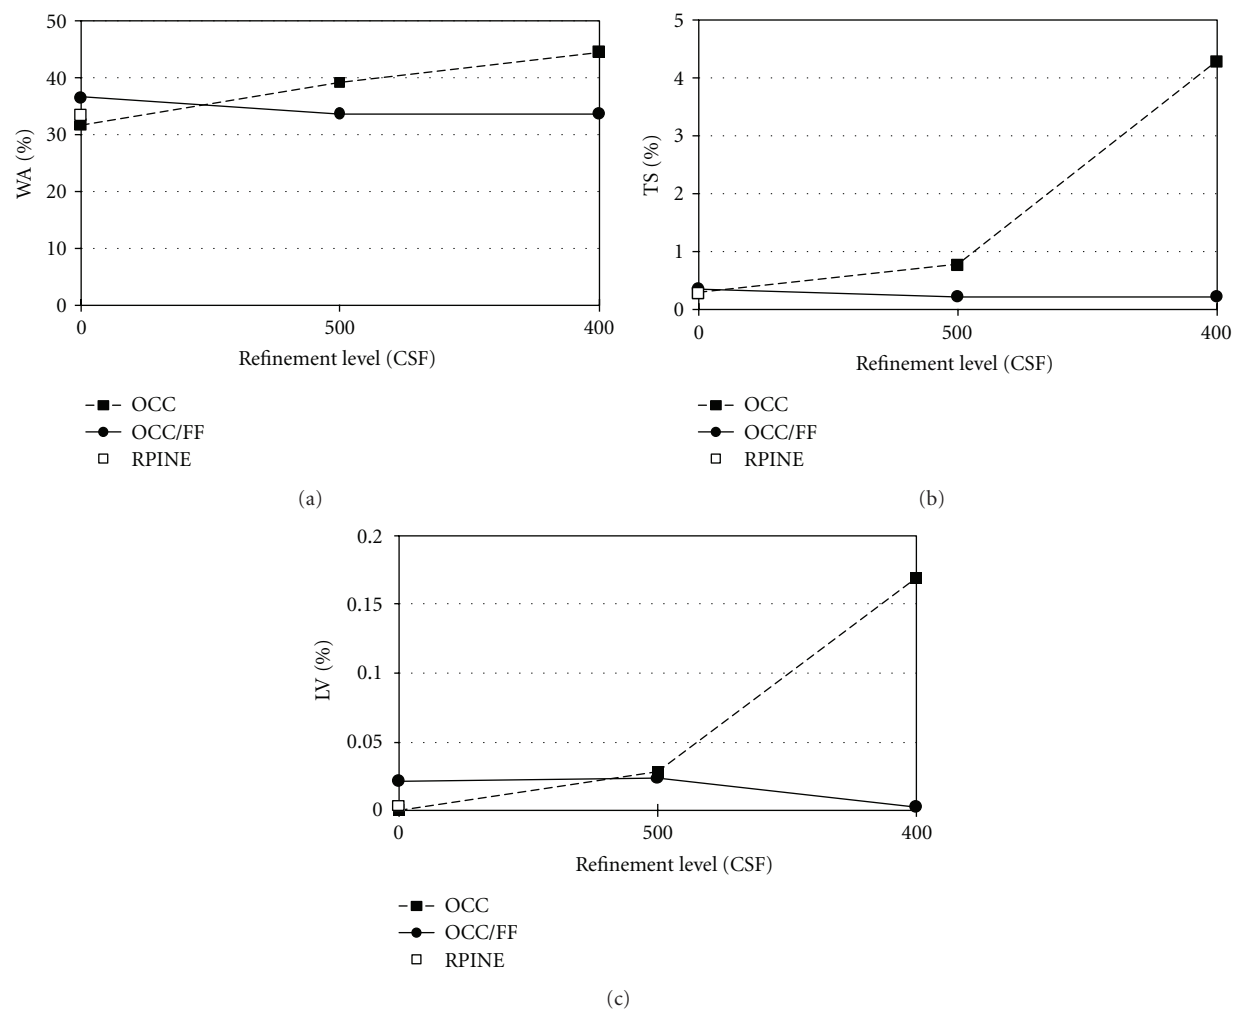 50
40
30
20
10
0
WA (%)
0 500 400
Refinement level (CSF)
OCC
OCC/FF
RPINE
(a)
5
4
3
2
1
0
TS (%)
0 500 400
Refinement level (CSF)
OCC
OCC/FF
RPINE
(b)
0.2
0.15
0.1
0.05
0
LV (%)
0 500 400
Refinement level (CSF)
OCC
OCC/FF
RPINE
(c)